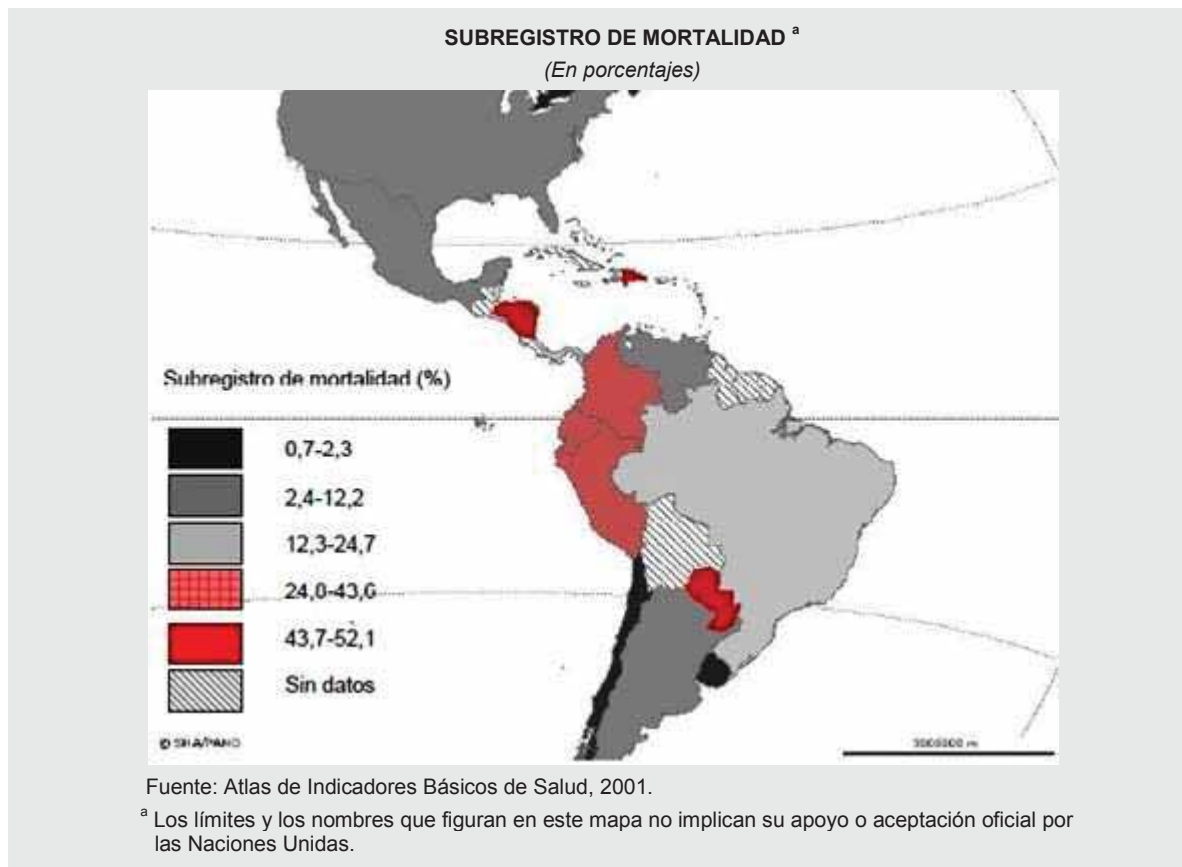 SUBREGISTRO DE MORTALIDAD a
(En porcentajes)
Subregistro de mortalidad (%)
0,7-2,3
2,4-12,2
12,3-24,7
24,0-43,6
43,7-52,1
Sin datos
Fuente: Atlas de Indicadores Básicos de Salud, 2001.
a Los límites y los nombres que figuran en este mapa no implican su apoyo o aceptación oficial por
las Naciones Unidas.